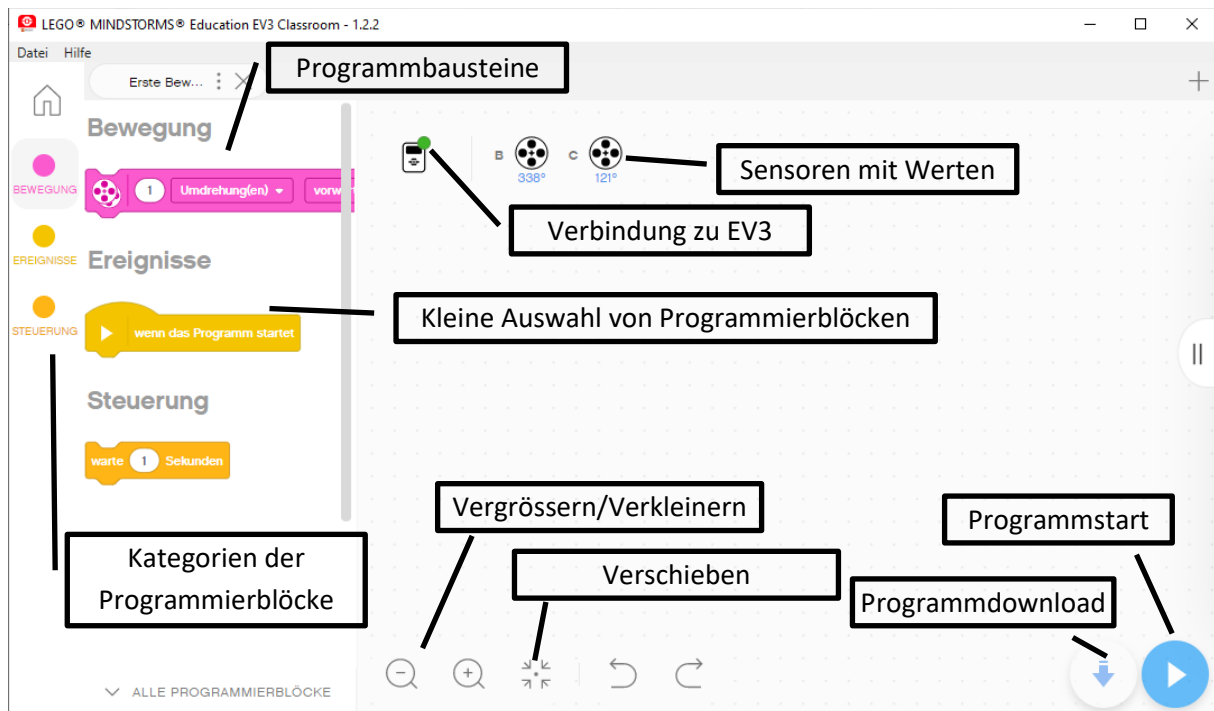 LEGO® MINDSTORMS® Education EV3 Classroom - 1.2.2
Datei Hilfe
Erste Bew...
Programmbausteine
Bewegung
BEWEGUNG
1 Umdrehung(en)
B
338°
C
121°
Sensoren mit Werten
Verbindung zu EV3
EREIGNISSE
Ereignisse
wenn das Programm startet
Kleine Auswahl von Programmierblöcken
STEUERUNG
Steuerung
warte 1 Sekunden
Kategorien der
Programmierblöcke
Vergrössern/Verkleinern
Verschieben
Programmstart
Programmdownload
ALLE PROGRAMMIERBLÖCKE